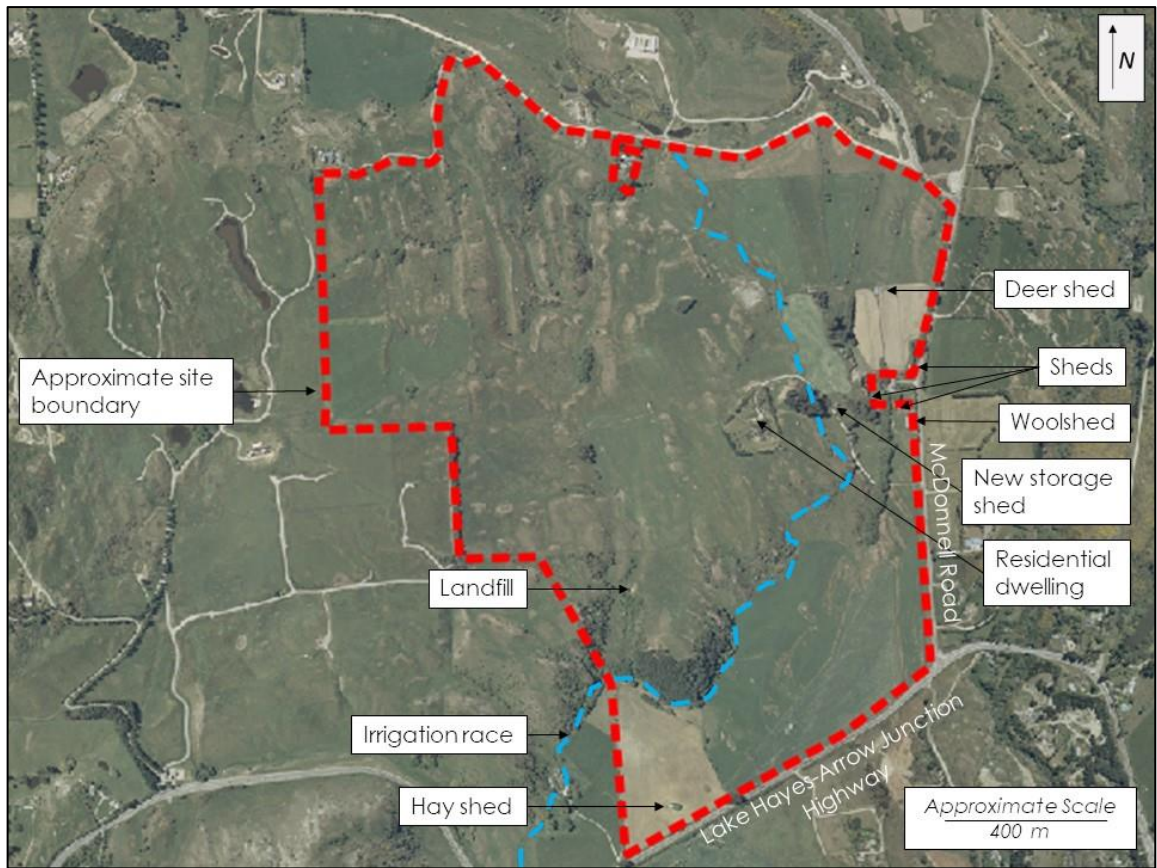 N
Deer shed
Sheds
Approximate site
boundary
Woolshed
New storage
shed
McDonnell Road
Residential
dwelling
Landfill
Irrigation race
Hay shed
Lake Hayes-Arrow Junction
Highway
Approximate Scale
400 m